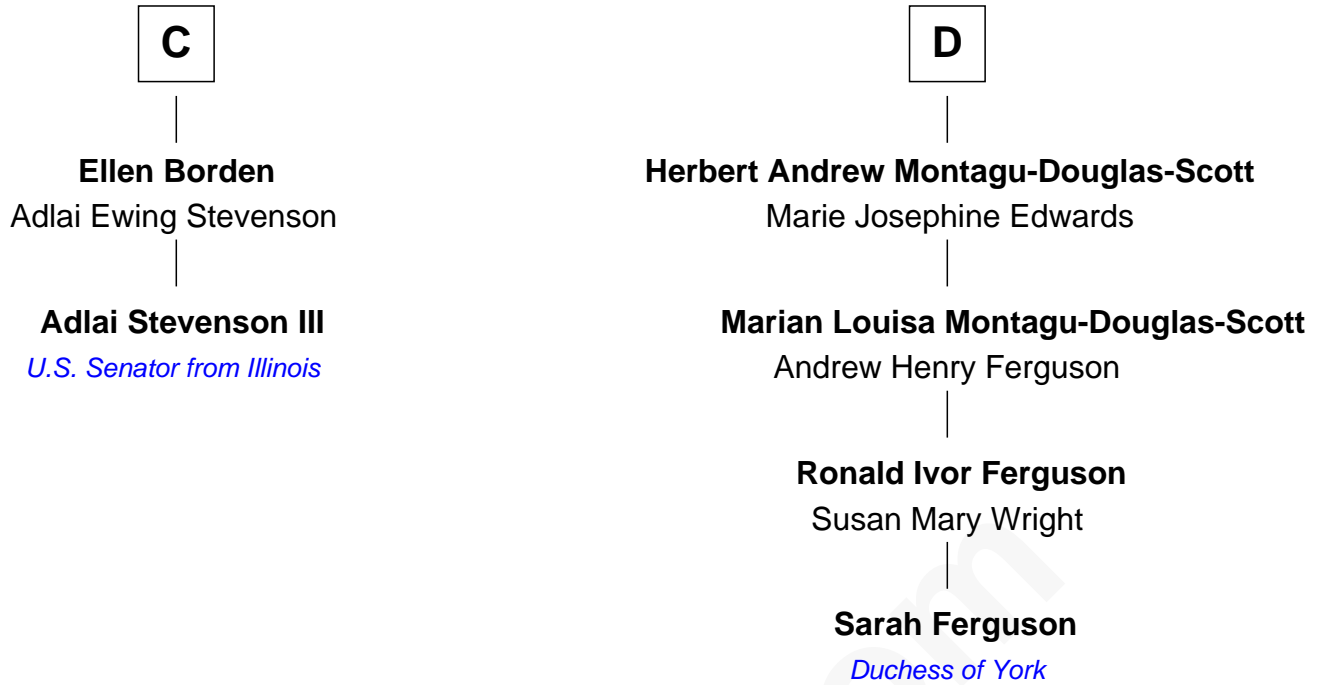 C
Ellen Borden
Adlai Ewing Stevenson
Adlai Stevenson III
U.S. Senator from Illinois
D
Herbert Andrew Montagu-Douglas-Scott
Marie Josephine Edwards
Marian Louisa Montagu-Douglas-Scott
Andrew Henry Ferguson
Ronald Ivor Ferguson
Susan Mary Wright
Sarah Ferguson
Duchess of York